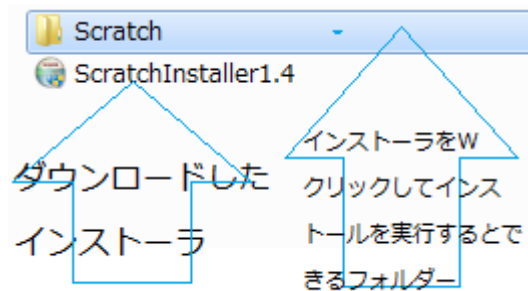 Scratch
ScratchInstaller1.4
ダウンロードした
インストーラ
インストーラをW
クリックしてインス
トールを実行するとで
きるフォルダー